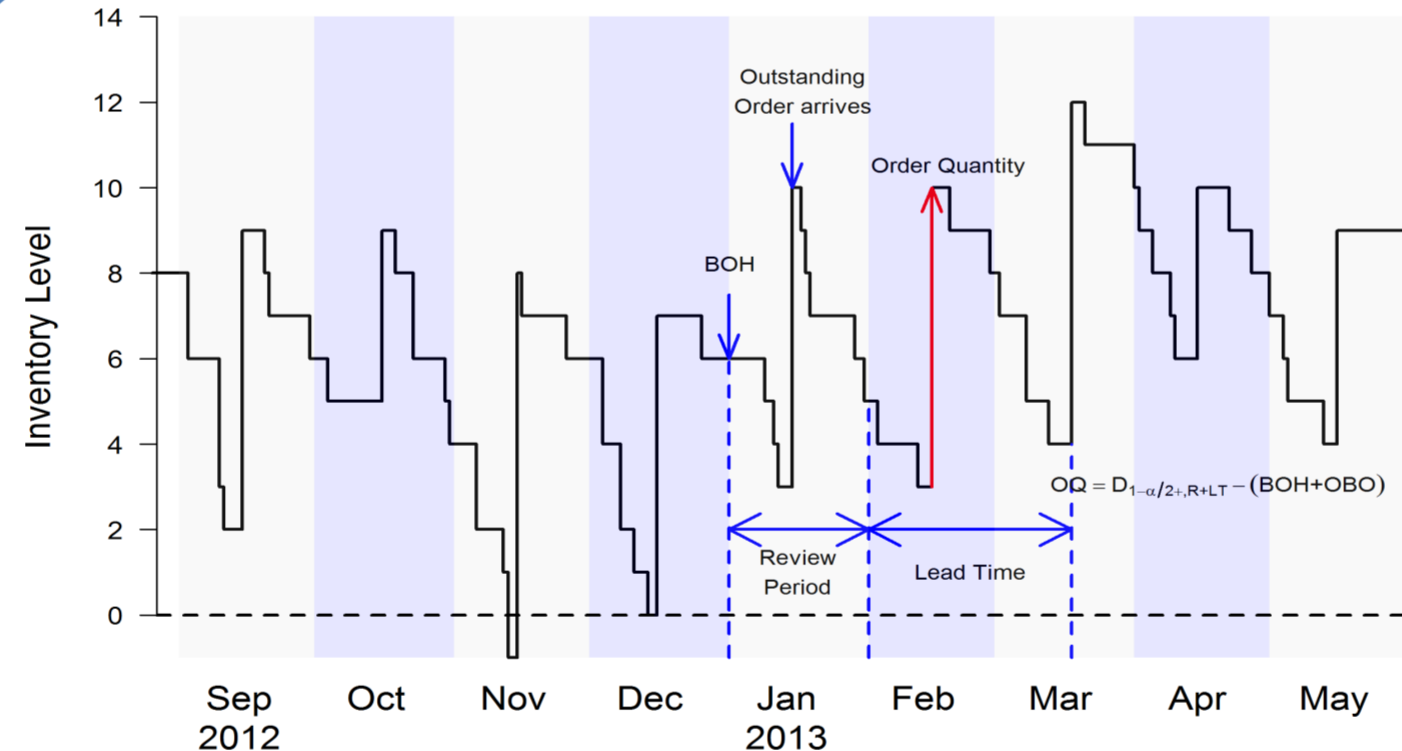 14
12
10
8
6
4
2
0
Inventory Level
Outstanding
Order arrives
Order Quantity
BOH
OQ = D1−α/2+,R+LT − (BOH+OBO)
Review
Period
Lead Time
Sep Oct Nov Dec Jan Feb Mar Apr May
2012 2013